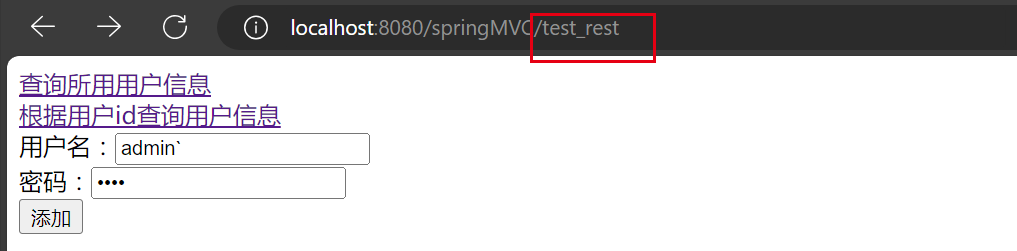 localhost:8080/springMVC/test_rest
查询所用用户信息
根据用户id查询用户信息
用户名：admin`
密码：••••
添加